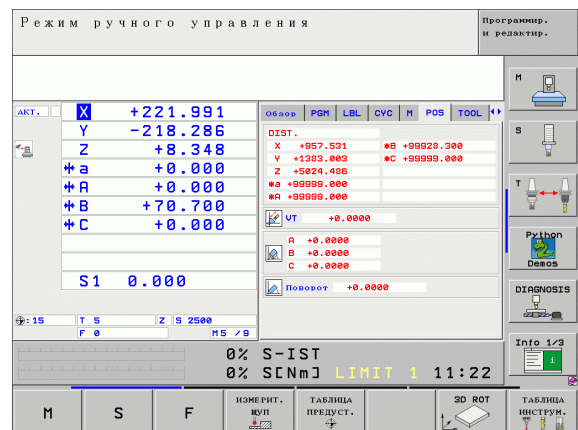 Режим ручного управления
Программир.
и редактир.
АКТ.
X +221.991
Y -218.286
Z +8.348
a +0.000
A +0.000
B +70.700
C +0.000
S1 0.000
:15 T 5 Z S 2500
F 0 M5 /9
Обзор PGM LBL CYC M POS TOOL
DIST.
X +957.531 *B +99928.300
Y +1383.003 *C +99999.000
Z +5024.486
*a +99999.000
*A +99999.000
VT +0.0000
A +0.0000
B +0.0000
C +0.0000
Поворот +0.0000
0% S-IST
0% S[Nm] LIMIT 1 11:22
M
S
T
Python
Demos
DIAGNOSIS
Info 1/3
M
S
F
ИЗМЕРИТ.
ЩУП
ТАБЛИЦА
ПРЕДУСТ.
3D ROT
ТАБЛИЦА
ИНСТРУМ.